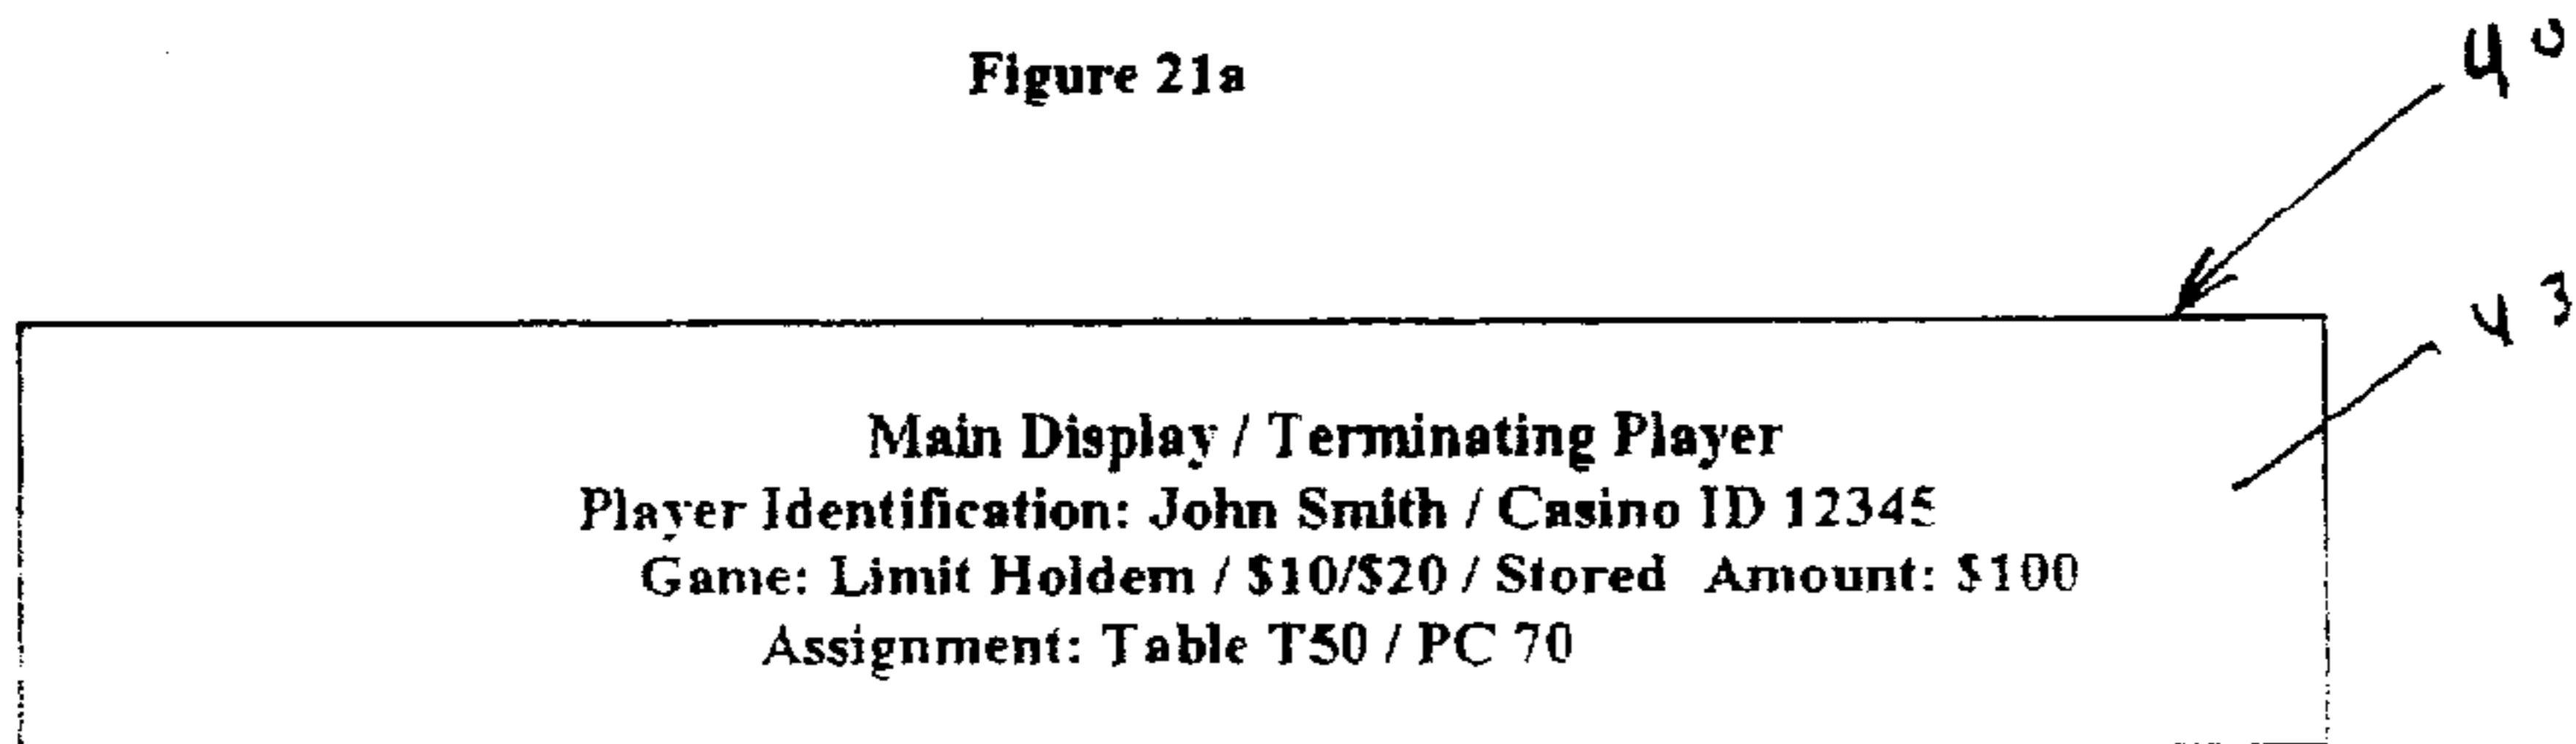 Figure 21a
40
43
Main Display / Terminating Player
Player Identification: John Smith / Casino ID 12345
Game: Limit Holdem / $10/$20 / Stored Amount: $100
Assignment: Table T50 / PC 70